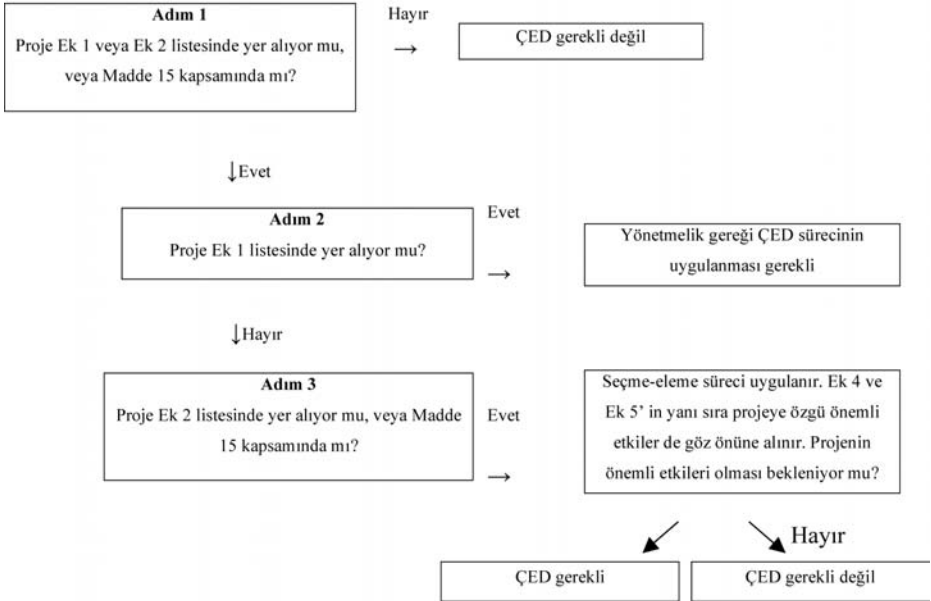 Adım 1
Proje Ek 1 veya Ek 2 listesinde yer alıyor mu,
veya Madde 15 kapsamında mı?
Hayır
→
ÇED gerekli değil
↓Evet
Adım 2
Proje Ek 1 listesinde yer alıyor mu?
Evet
→
Yönetmelik gereği ÇED sürecinin
uygulanması gerekli
↓Hayır
Adım 3
Proje Ek 2 listesinde yer alıyor mu, veya Madde
15 kapsamında mı?
Evet
→
Seçme-eleme süreci uygulanır. Ek 4 ve
Ek 5’ in yanı sıra projeye özgü önemli
etkiler de göz önüne alınır. Projenin
önemli etkileri olması bekleniyor mu?
Hayır
ÇED gerekli
ÇED gerekli değil